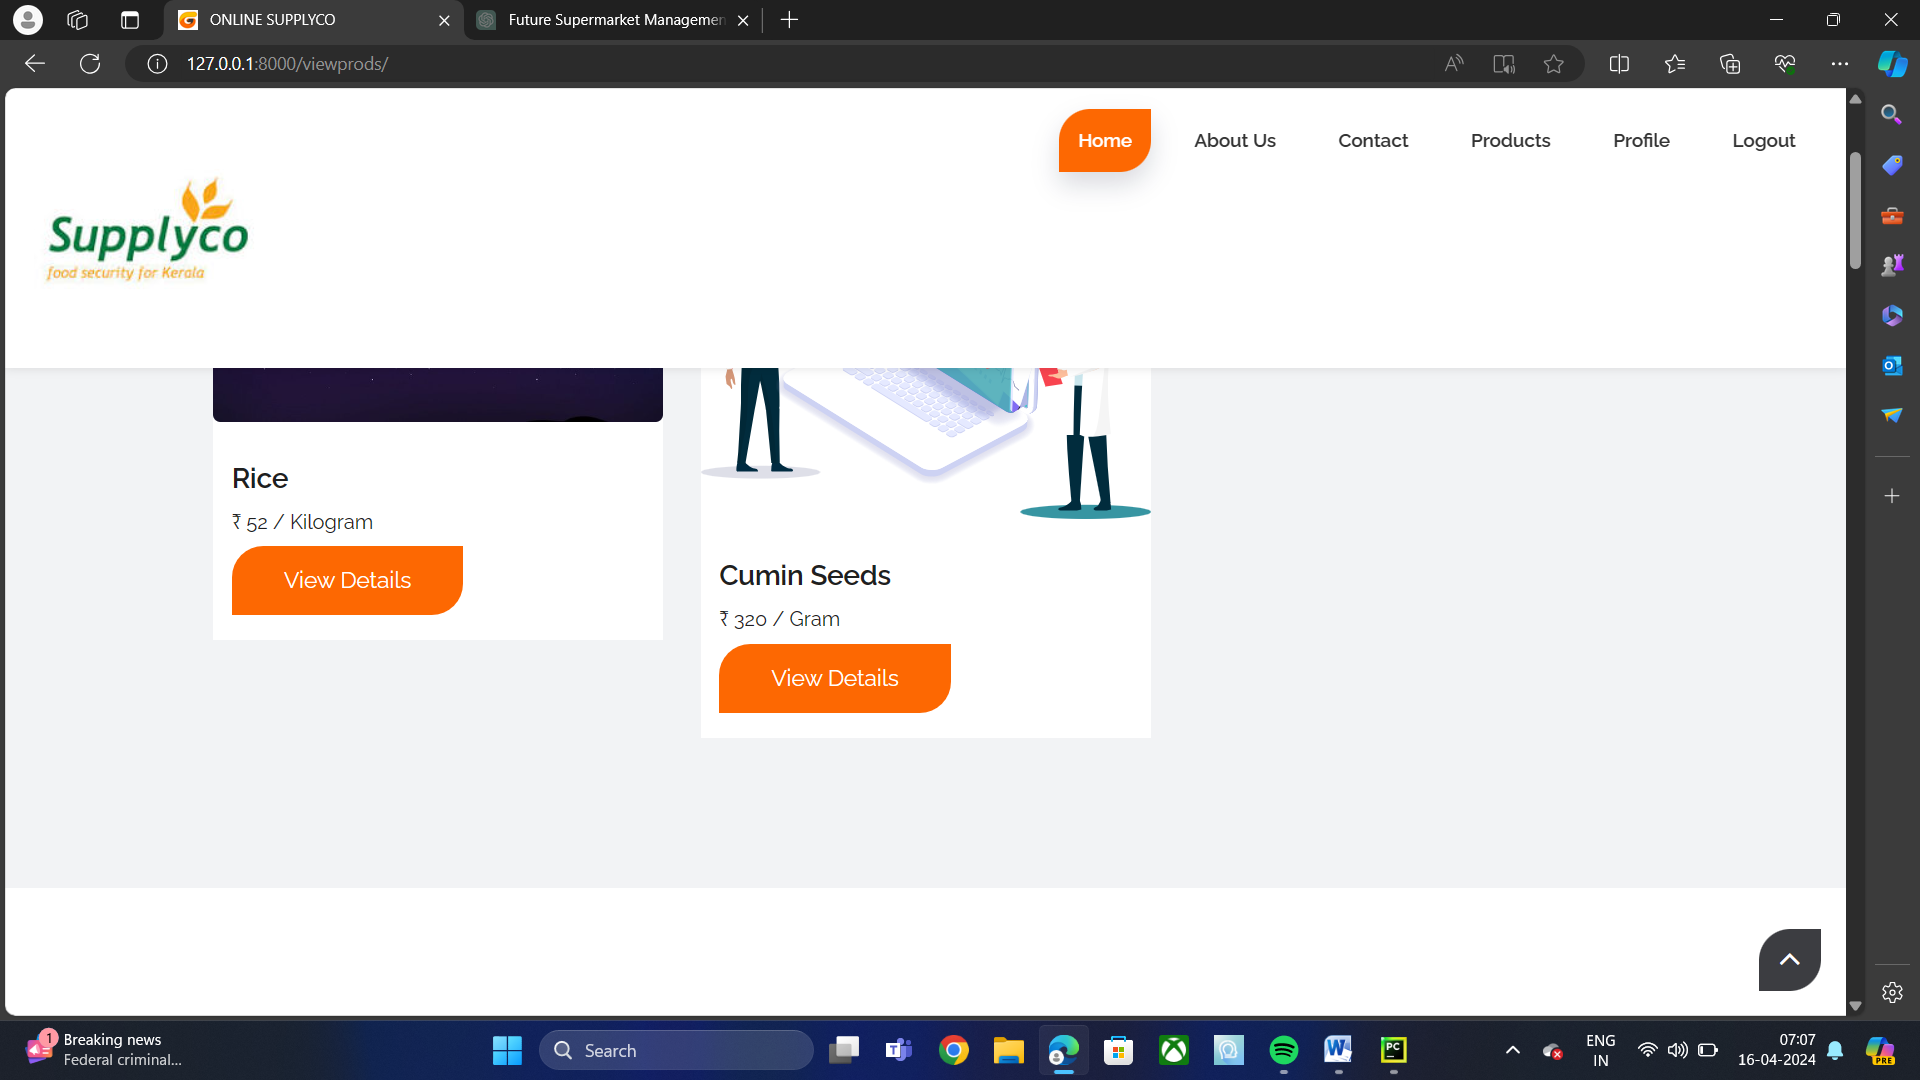 ONLINE SUPPLYCO
Future Supermarket Managemen
127.0.0.1:8000/viewprods/
Home
About Us
Contact
Products
Profile
Logout
Supplyco
food security for Kerala
Rice
₹ 52 / Kilogram
View Details
Cumin Seeds
₹ 320 / Gram
View Details
1
Breaking news
Federal criminal...
Search
ENG
IN
07:07
16-04-2024
PRE